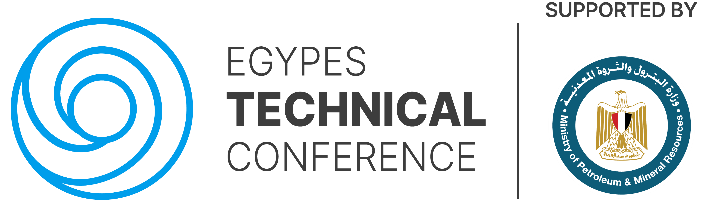 EGYPES
TECHNICAL
CONFERENCE
SUPPORTED BY
وزارة البترول والثروة المعدنية
Ministry of Petroleum & Mineral Resources